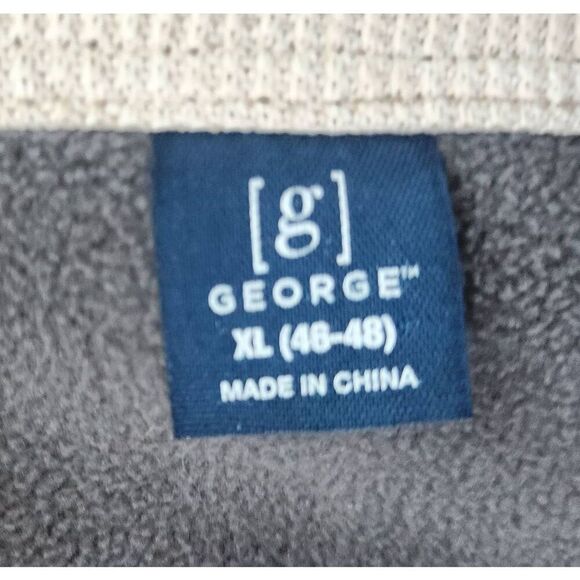 [g]
GEORGE™
XL (46-48)
MADE IN CHINA